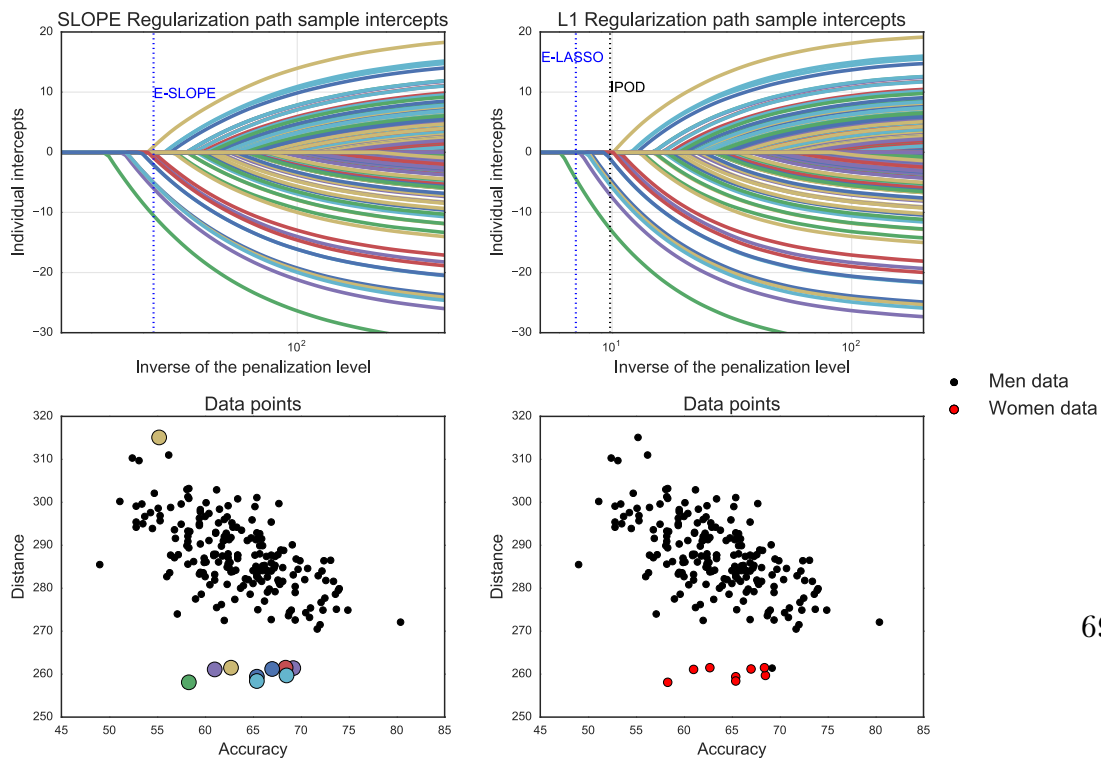 SLOPE Regularization path sample intercepts
20
10
0
−10
−20
−30
Individual intercepts
E-SLOPE
10²
Inverse of the penalization level
L1 Regularization path sample intercepts
20
10
0
−10
−20
−30
Individual intercepts
E-LASSO
IPOD
10¹ 10²
Inverse of the penalization level
Men data
Women data
Data points
320
310
300
290
280
270
260
250
Distance
45 50 55 60 65 70 75 80 85
Accuracy
Data points
320
310
300
290
280
270
260
250
Distance
45 50 55 60 65 70 75 80 85
Accuracy